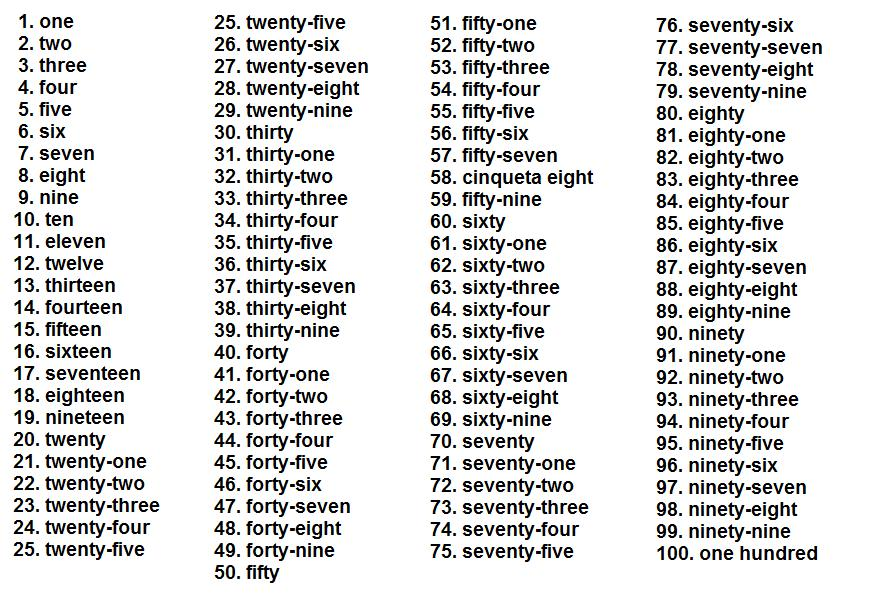 1. one
2. two
3. three
4. four
5. five
6. six
7. seven
8. eight
9. nine
10. ten
11. eleven
12. twelve
13. thirteen
14. fourteen
15. fifteen
16. sixteen
17. seventeen
18. eighteen
19. nineteen
20. twenty
21. twenty-one
22. twenty-two
23. twenty-three
24. twenty-four
25. twenty-five
25. twenty-five
26. twenty-six
27. twenty-seven
28. twenty-eight
29. twenty-nine
30. thirty
31. thirty-one
32. thirty-two
33. thirty-three
34. thirty-four
35. thirty-five
36. thirty-six
37. thirty-seven
38. thirty-eight
39. thirty-nine
40. forty
41. forty-one
42. forty-two
43. forty-three
44. forty-four
45. forty-five
46. forty-six
47. forty-seven
48. forty-eight
49. forty-nine
50. fifty
51. fifty-one
52. fifty-two
53. fifty-three
54. fifty-four
55. fifty-five
56. fifty-six
57. fifty-seven
58. cinqueta eight
59. fifty-nine
60. sixty
61. sixty-one
62. sixty-two
63. sixty-three
64. sixty-four
65. sixty-five
66. sixty-six
67. sixty-seven
68. sixty-eight
69. sixty-nine
70. seventy
71. seventy-one
72. seventy-two
73. seventy-three
74. seventy-four
75. seventy-five
76. seventy-six
77. seventy-seven
78. seventy-eight
79. seventy-nine
80. eighty
81. eighty-one
82. eighty-two
83. eighty-three
84. eighty-four
85. eighty-five
86. eighty-six
87. eighty-seven
88. eighty-eight
89. eighty-nine
90. ninety
91. ninety-one
92. ninety-two
93. ninety-three
94. ninety-four
95. ninety-five
96. ninety-six
97. ninety-seven
98. ninety-eight
99. ninety-nine
100. one hundred